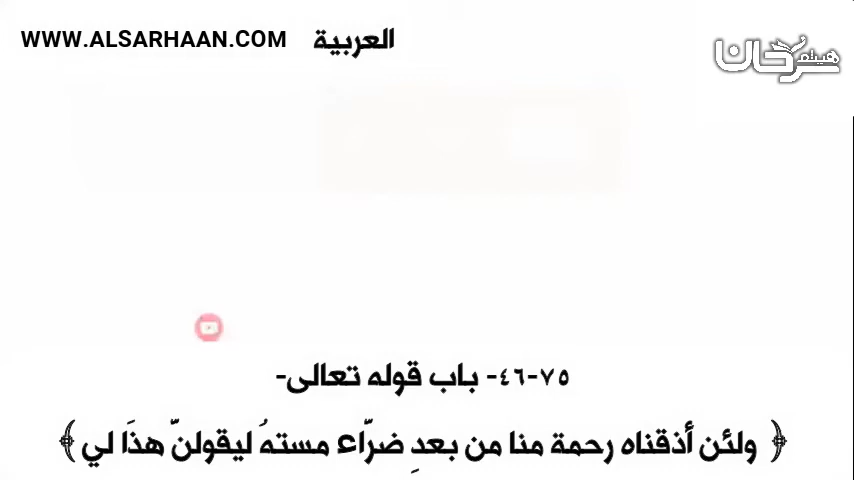 WWW.ALSARHAAN.COM العربية
هيثم سرحان
٧٥-٤٦- باب قوله تعالى-
﴿ ولئن أذقناه رحمة منا من بعدِ ضرّاء مستهُ ليقولنّ هذَا لي ﴾